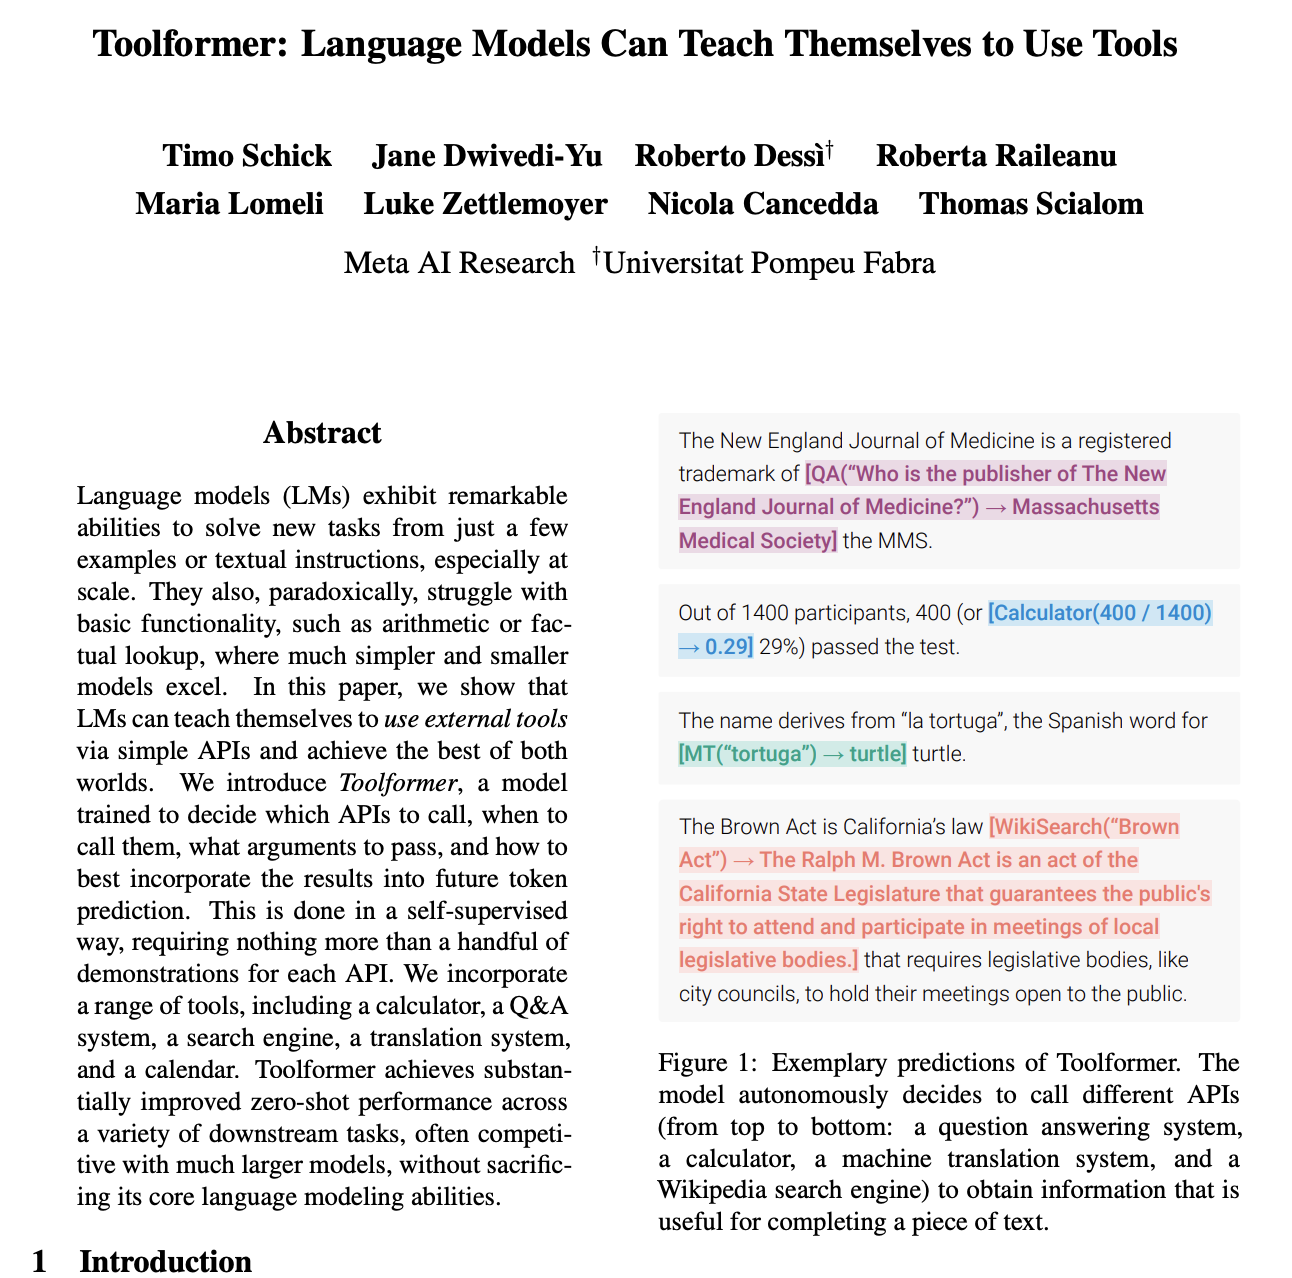 Toolformer: Language Models Can Teach Themselves to Use Tools
Timo Schick Jane Dwivedi-Yu Roberto Dessì† Roberta Raileanu
Maria Lomeli Luke Zettlemoyer Nicola Cancedda Thomas Scialom
Meta AI Research †Universitat Pompeu Fabra
Abstract
Language models (LMs) exhibit remarkable
abilities to solve new tasks from just a few
examples or textual instructions, especially at
scale. They also, paradoxically, struggle with
basic functionality, such as arithmetic or fac-
tual lookup, where much simpler and smaller
models excel. In this paper, we show that
LMs can teach themselves to use external tools
via simple APIs and achieve the best of both
worlds. We introduce Toolformer, a model
trained to decide which APIs to call, when to
call them, what arguments to pass, and how to
best incorporate the results into future token
prediction. This is done in a self-supervised
way, requiring nothing more than a handful of
demonstrations for each API. We incorporate
a range of tools, including a calculator, a Q&A
system, a search engine, a translation system,
and a calendar. Toolformer achieves substan-
tially improved zero-shot performance across
a variety of downstream tasks, often competi-
tive with much larger models, without sacrific-
ing its core language modeling abilities.
1 Introduction
The New England Journal of Medicine is a registered
trademark of [QA(“Who is the publisher of The New
England Journal of Medicine?”) → Massachusetts
Medical Society] the MMS.
Out of 1400 participants, 400 (or [Calculator(400 / 1400)
→ 0.29] 29%) passed the test.
The name derives from “la tortuga”, the Spanish word for
[MT(“tortuga”) → turtle] turtle.
The Brown Act is California’s law [WikiSearch(“Brown
Act”) → The Ralph M. Brown Act is an act of the
California State Legislature that guarantees the public's
right to attend and participate in meetings of local
legislative bodies.] that requires legislative bodies, like
city councils, to hold their meetings open to the public.
Figure 1: Exemplary predictions of Toolformer. The
model autonomously decides to call different APIs
(from top to bottom: a question answering system,
a calculator, a machine translation system, and a
Wikipedia search engine) to obtain information that is
useful for completing a piece of text.